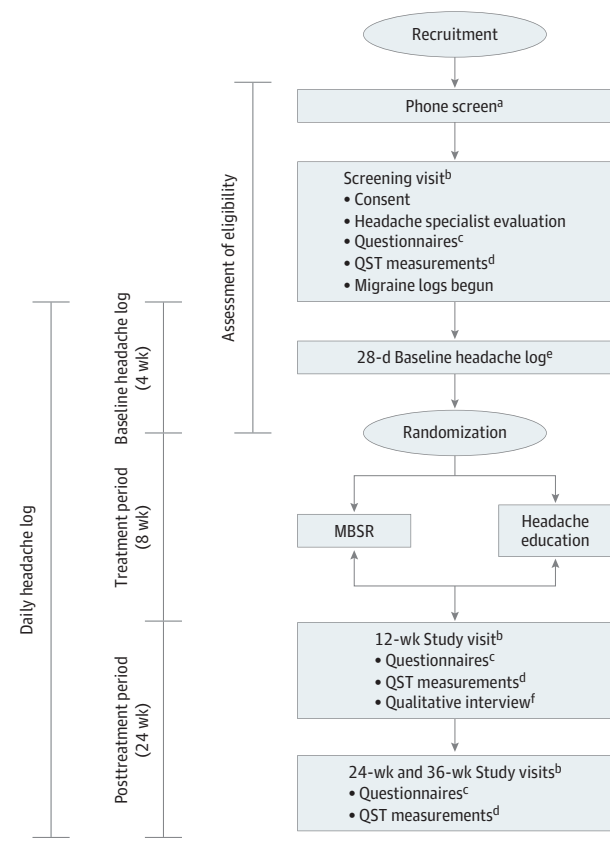 Recruitment
Phone screenᵃ
Screening visitᵇ
• Consent
• Headache specialist evaluation
• Questionnairesᶜ
• QST measurementsᵈ
• Migraine logs begun
28-d Baseline headache logᵉ
Randomization
MBSR
Headache
education
12-wk Study visitᵇ
• Questionnairesᶜ
• QST measurementsᵈ
• Qualitative interviewᶠ
24-wk and 36-wk Study visitsᵇ
• Questionnairesᶜ
• QST measurementsᵈ
Assessment of eligibility
Baseline headache log
(4 wk)
Treatment period
(8 wk)
Posttreatment period
(24 wk)
Daily headache log